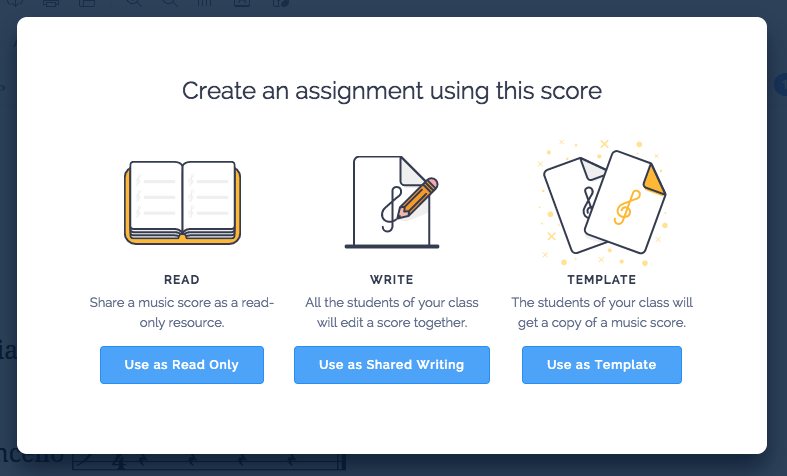 Create an assignment using this score
READ
Share a music score as a read-
only resource.
Use as Read Only
WRITE
All the students of your class
will edit a score together.
Use as Shared Writing
TEMPLATE
The students of your class will
get a copy of a music score.
Use as Template